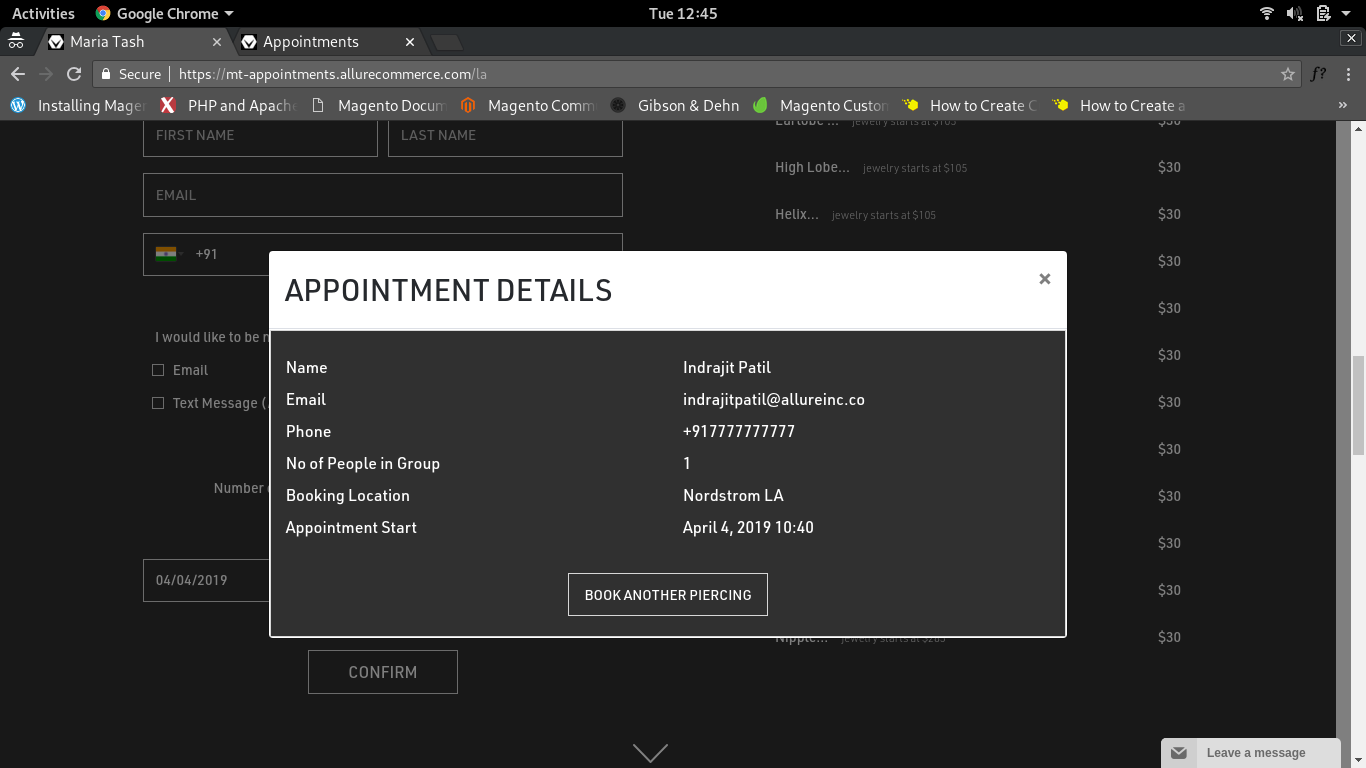 Activities Google Chrome Tue 12:45
Maria Tash Appointments
Secure https://mt-appointments.allurecommerce.com/la f?
Installing Mager PHP and Apache Magento Docum Magento Comm Gibson & Dehn Magento Custom How to Create C How to Create a »
FIRST NAME LAST NAME
EMAIL
+91
I would like to be n
Email
Text Message (
Number
04/04/2019
CONFIRM
Earlobe ... jewelry starts at $105 $30
High Lobe... jewelry starts at $105 $30
Helix... jewelry starts at $105 $30
$30
$30
$30
$30
$30
$30
$30
$30
Nipple... jewelry starts at $285 $30
APPOINTMENT DETAILS ×
Name Indrajit Patil
Email indrajitpatil@allureinc.co
Phone +917777777777
No of People in Group 1
Booking Location Nordstrom LA
Appointment Start April 4, 2019 10:40
BOOK ANOTHER PIERCING
Leave a message